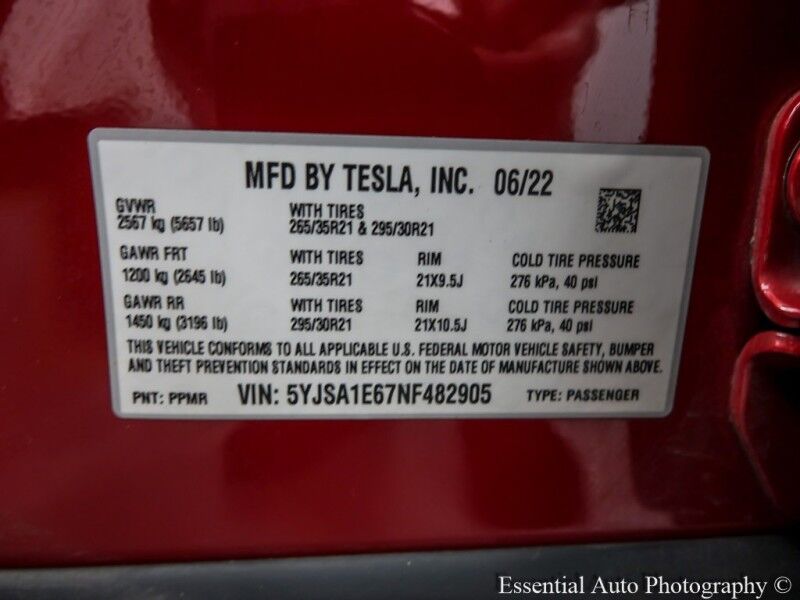 MFD BY TESLA, INC. 06/22
GVWR WITH TIRES
2567 kg (5657 lb) 265/35R21 & 295/30R21
GAWR FRT WITH TIRES RIM COLD TIRE PRESSURE
1200 kg (2645 lb) 265/35R21 21X9.5J 276 kPa, 40 psi
GAWR RR WITH TIRES RIM COLD TIRE PRESSURE
1450 kg (3196 lb) 295/30R21 21X10.5J 276 kPa, 40 psi
THIS VEHICLE CONFORMS TO ALL APPLICABLE U.S. FEDERAL MOTOR VEHICLE SAFETY, BUMPER
AND THEFT PREVENTION STANDARDS IN EFFECT ON THE DATE OF MANUFACTURE SHOWN ABOVE.
PNT: PPMR VIN: 5YJSA1E67NF482905 TYPE: PASSENGER
Essential Auto Photography ©